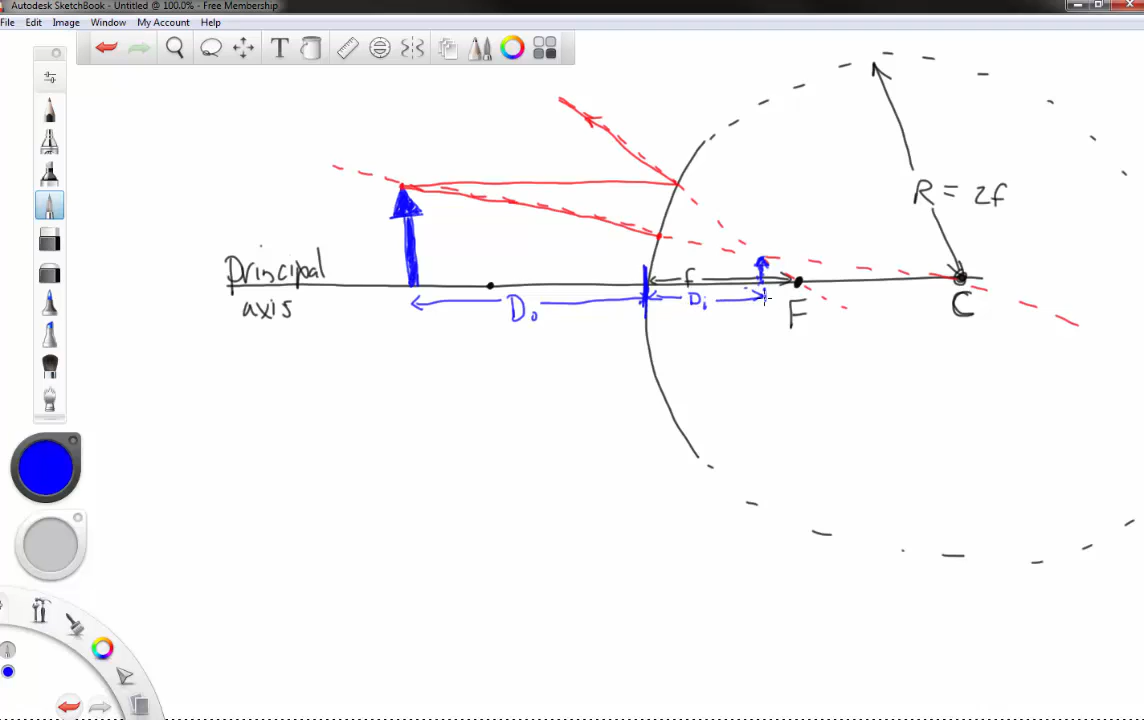 Autodesk SketchBook - Untitled @ 100.0% - Free Membership
File Edit Image Window My Account Help
T
R = 2f
Principal
axis
f
Do
Di
F
C